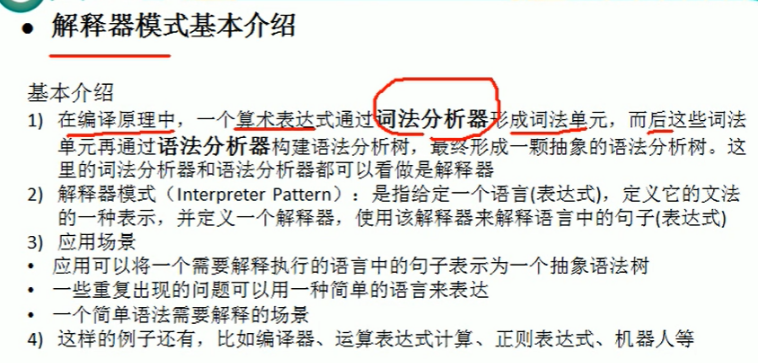 ● 解释器模式基本介绍
基本介绍
1) 在编译原理中，一个算术表达式通过词法分析器形成词法单元，而后这些词法
单元再通过语法分析器构建语法分析树，最终形成一颗抽象的语法分析树。这
里的词法分析器和语法分析器都可以看做是解释器
2) 解释器模式（Interpreter Pattern）：是指给定一个语言(表达式)，定义它的文法
的一种表示，并定义一个解释器，使用该解释器来解释语言中的句子(表达式)
3) 应用场景
• 应用可以将一个需要解释执行的语言中的句子表示为一个抽象语法树
• 一些重复出现的问题可以用一种简单的语言来表达
• 一个简单语法需要解释的场景
4) 这样的例子还有，比如编译器、运算表达式计算、正则表达式、机器人等